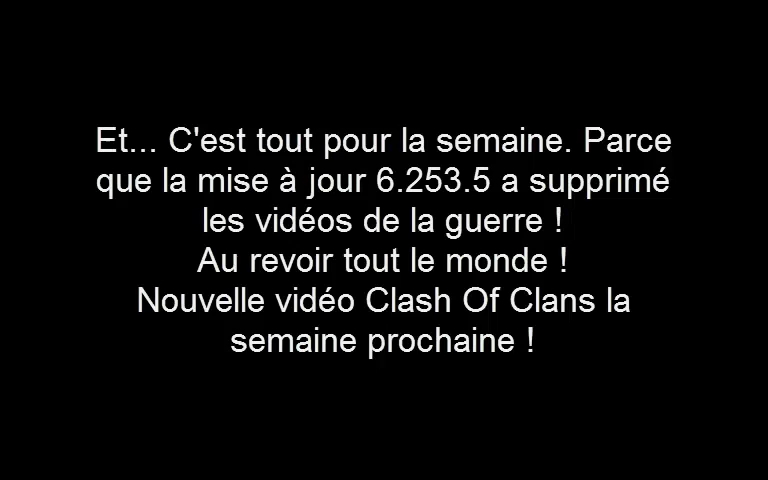 Et... C'est tout pour la semaine. Parce
que la mise à jour 6.253.5 a supprimé
les vidéos de la guerre !
Au revoir tout le monde !
Nouvelle vidéo Clash Of Clans la
semaine prochaine !